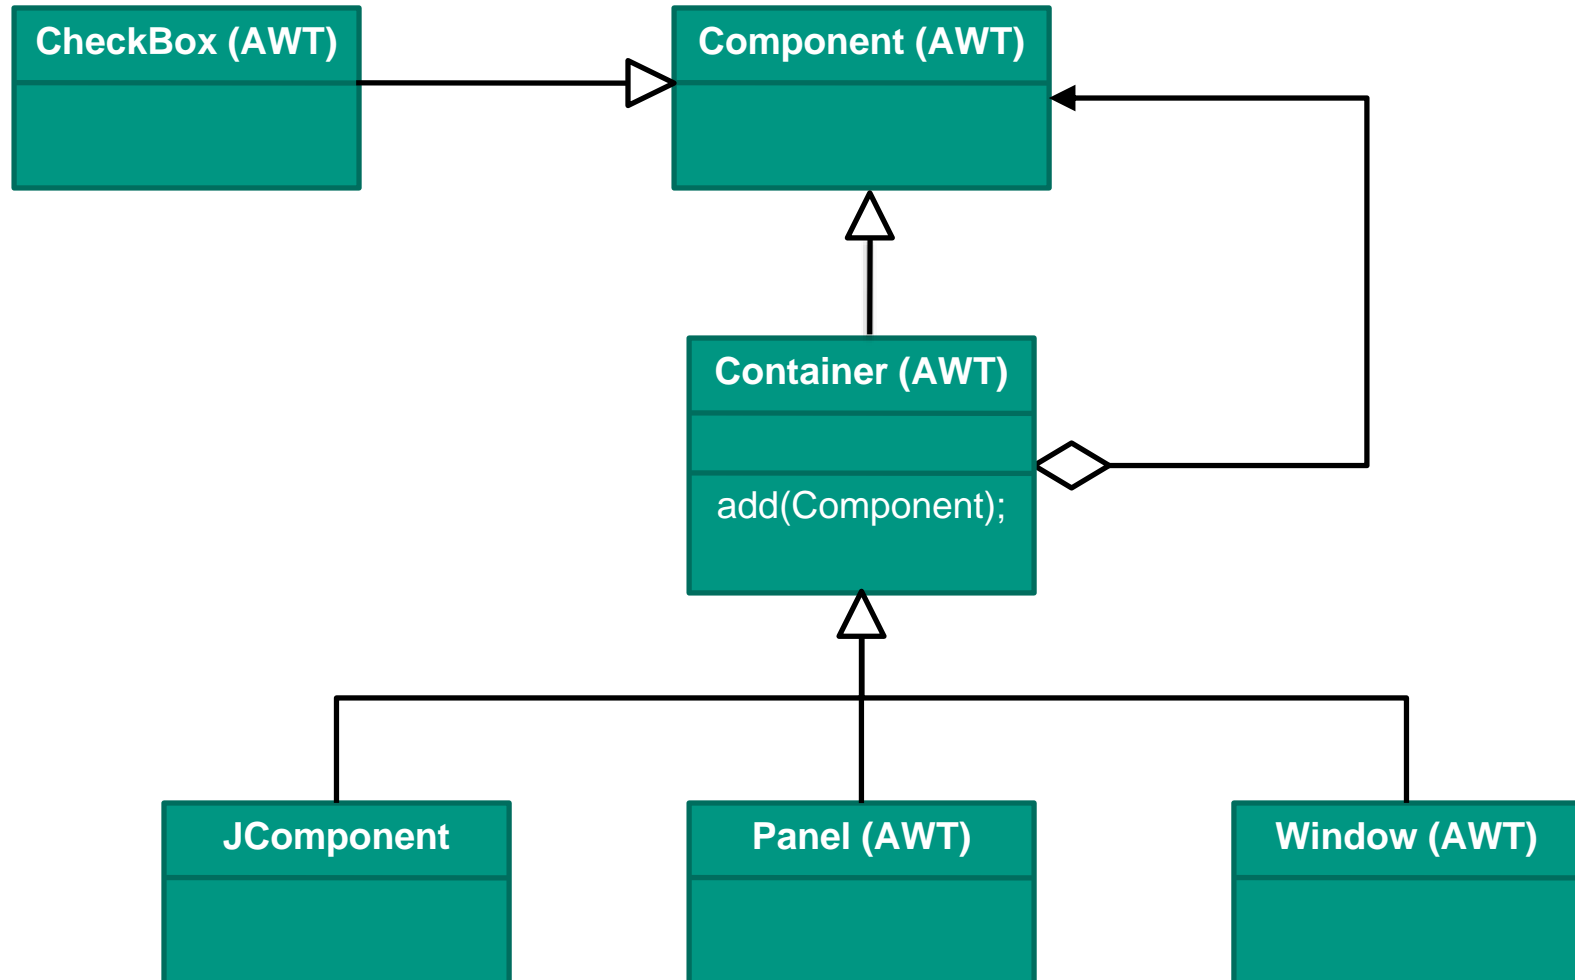 CheckBox (AWT)
Component (AWT)
Container (AWT)
add(Component);
JComponent
Panel (AWT)
Window (AWT)